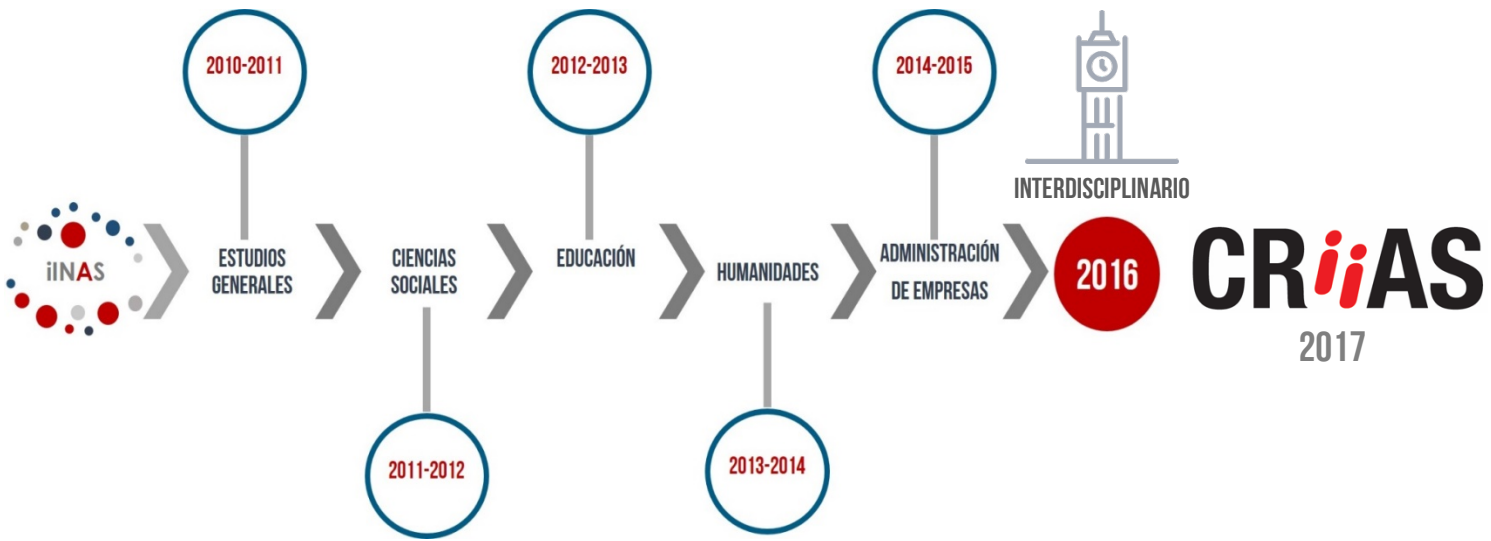 2010-2011
2012-2013
2014-2015
INTERDISCIPLINARIO
iINAS
ESTUDIOS
GENERALES
CIENCIAS
SOCIALES
EDUCACIÓN
HUMANIDADES
ADMINISTRACIÓN
DE EMPRESAS
2016
CRiiAS
2017
2011-2012
2013-2014